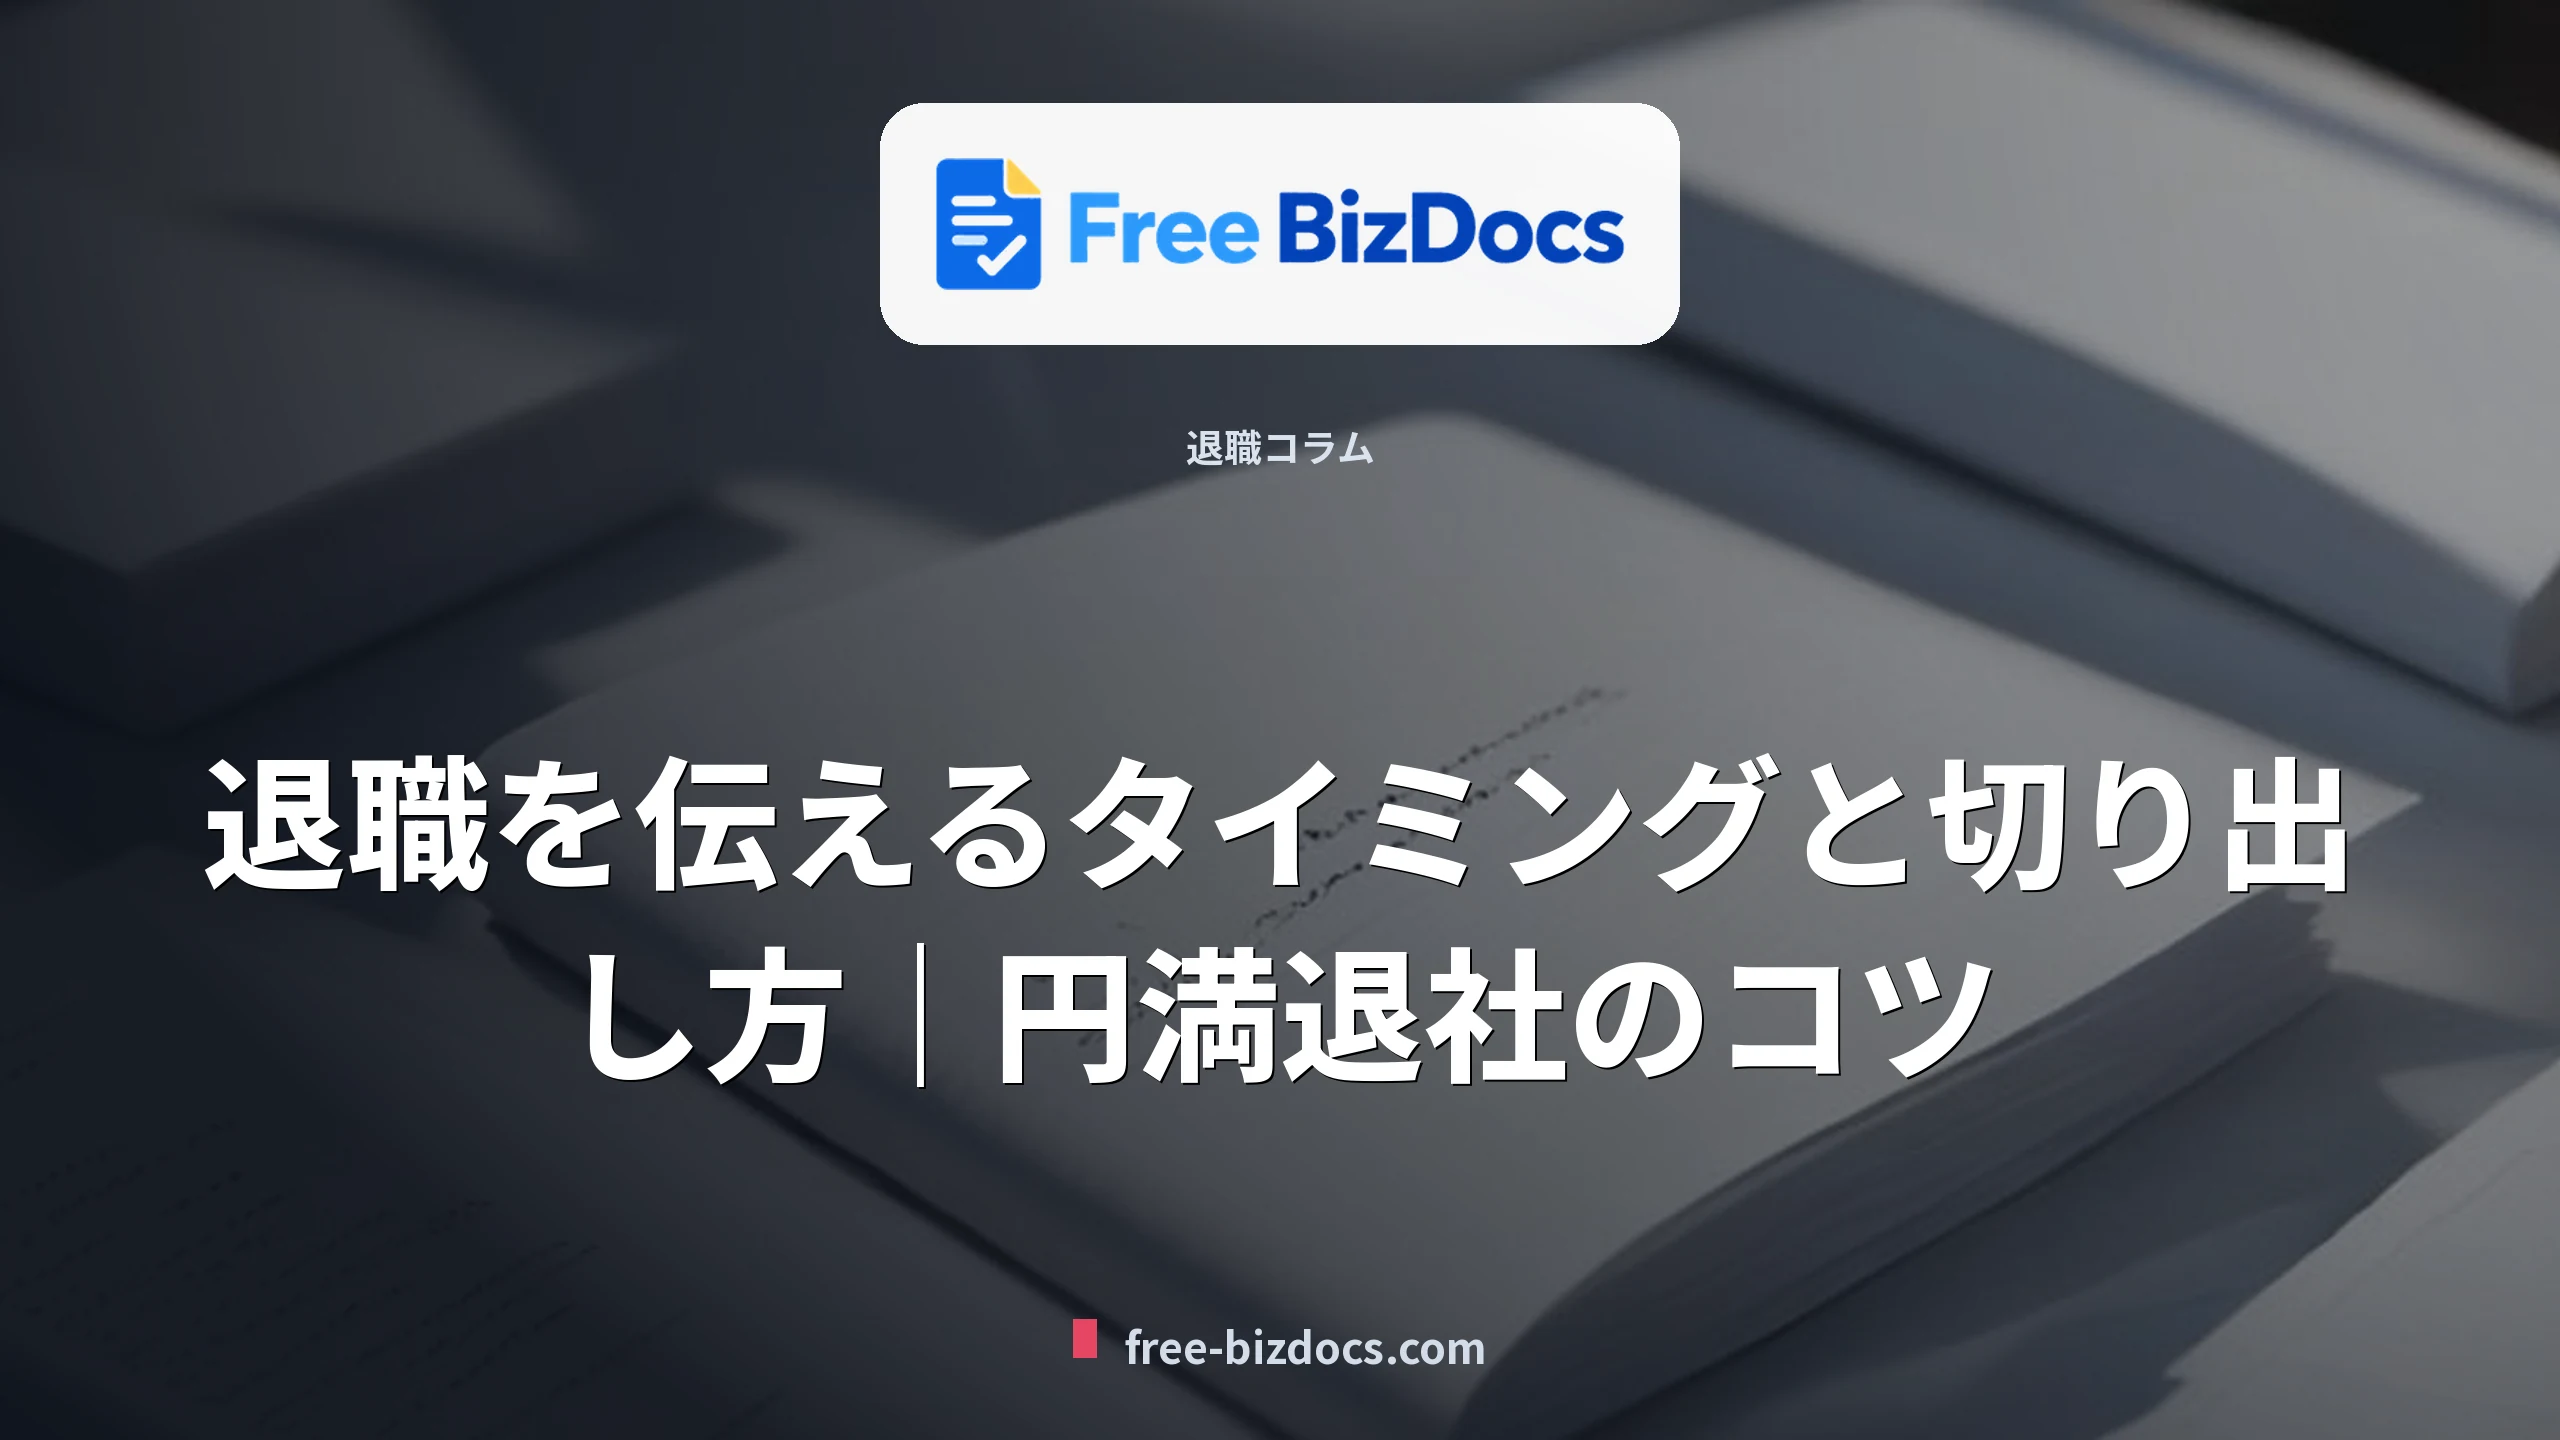 Free BizDocs
退職コラム
退職を伝えるタイミングと切り出
し方｜円満退社のコツ
free-bizdocs.com